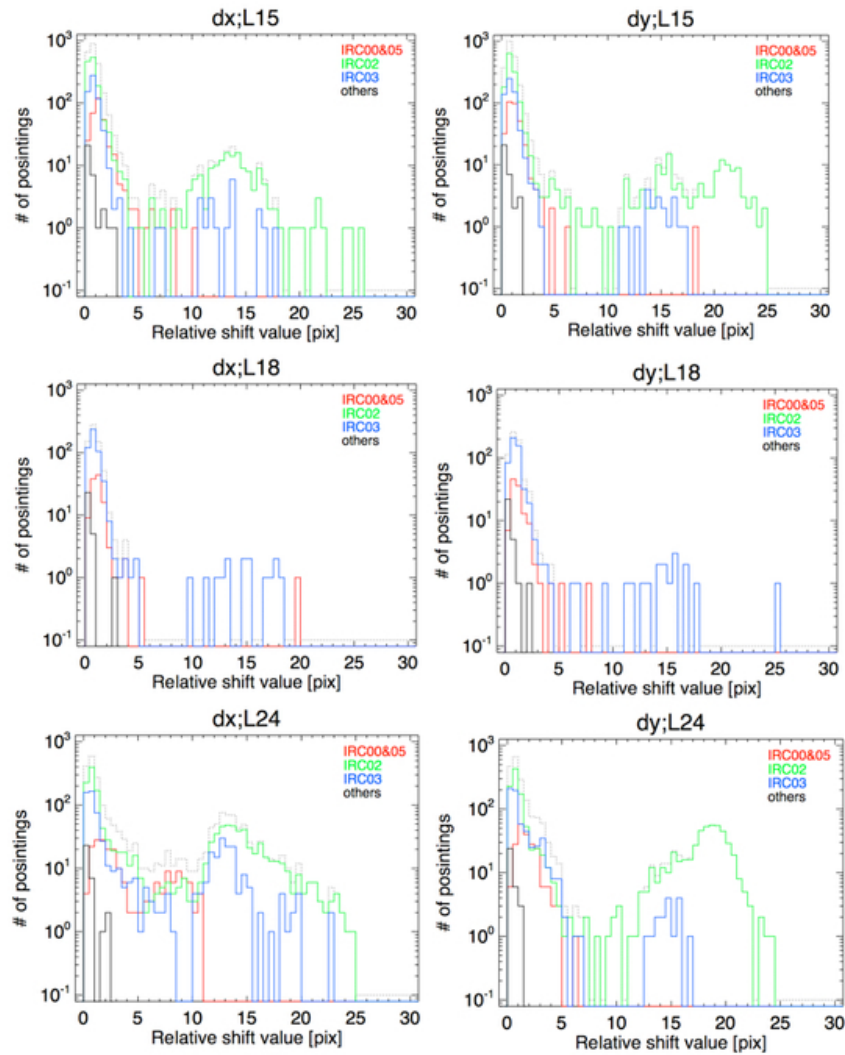 dx;L15
10³
10²
10¹
10⁰
10⁻¹
# of posintings
IRC00&05
IRC02
IRC03
others
0 5 10 15 20 25 30
Relative shift value [pix]
dy;L15
10³
10²
10¹
10⁰
10⁻¹
# of posintings
IRC00&05
IRC02
IRC03
others
0 5 10 15 20 25 30
Relative shift value [pix]
dx;L18
10³
10²
10¹
10⁰
10⁻¹
# of posintings
IRC00&05
IRC02
IRC03
others
0 5 10 15 20 25 30
Relative shift value [pix]
dy;L18
10³
10²
10¹
10⁰
10⁻¹
# of posintings
IRC00&05
IRC02
IRC03
others
0 5 10 15 20 25 30
Relative shift value [pix]
dx;L24
10³
10²
10¹
10⁰
10⁻¹
# of posintings
IRC00&05
IRC02
IRC03
others
0 5 10 15 20 25 30
Relative shift value [pix]
dy;L24
10³
10²
10¹
10⁰
10⁻¹
# of posintings
IRC00&05
IRC02
IRC03
others
0 5 10 15 20 25 30
Relative shift value [pix]